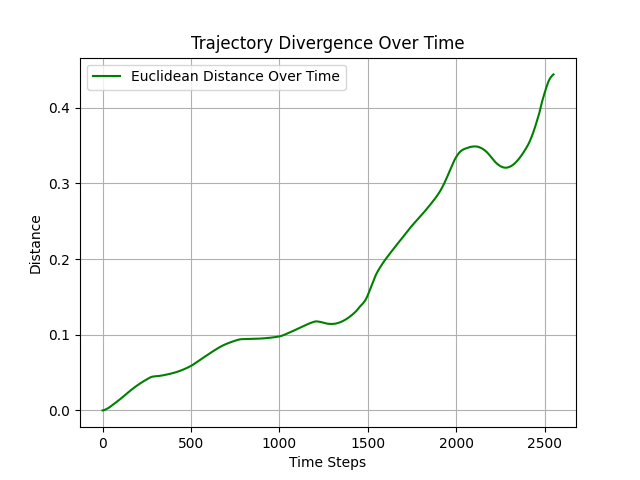 Trajectory Divergence Over Time
Euclidean Distance Over Time
0.4
0.3
0.2
0.1
0.0
Distance
0 500 1000 1500 2000 2500
Time Steps